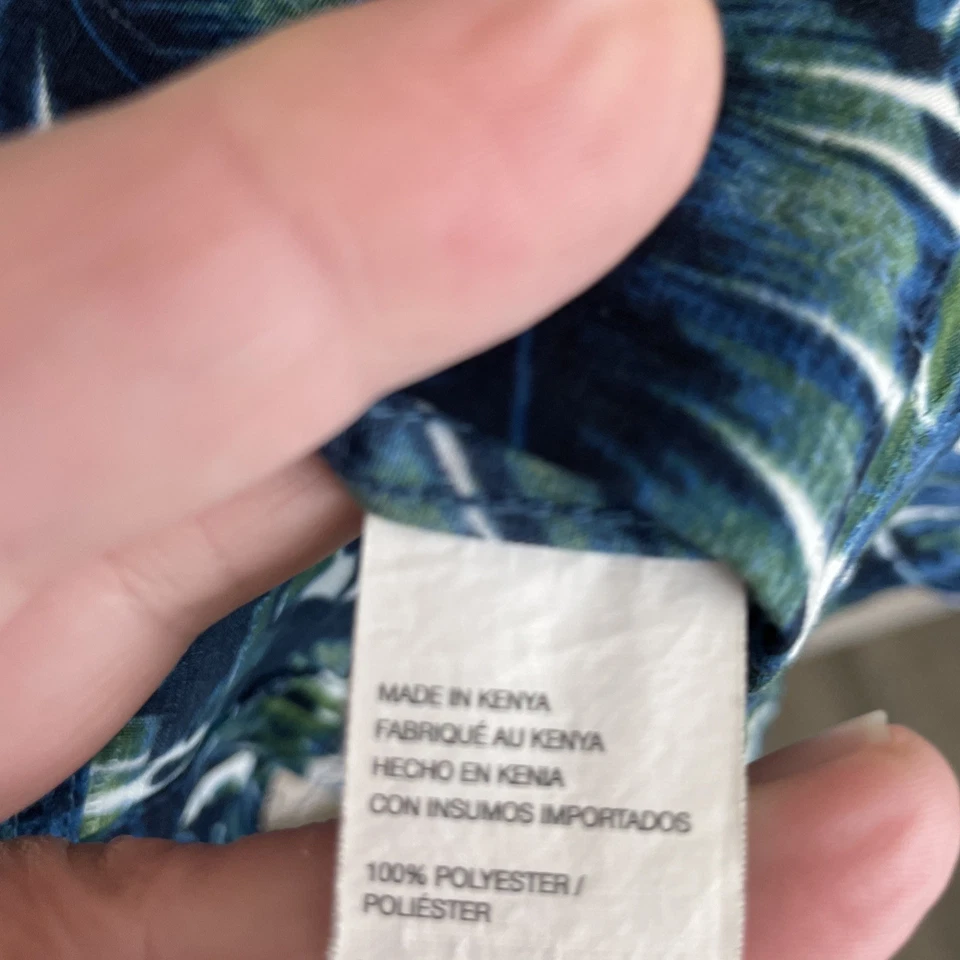 MADE IN KENYA
FABRIQUÉ AU KENYA
HECHO EN KENIA
CON INSUMOS IMPORTADOS
100% POLYESTER /
POLIÉSTER